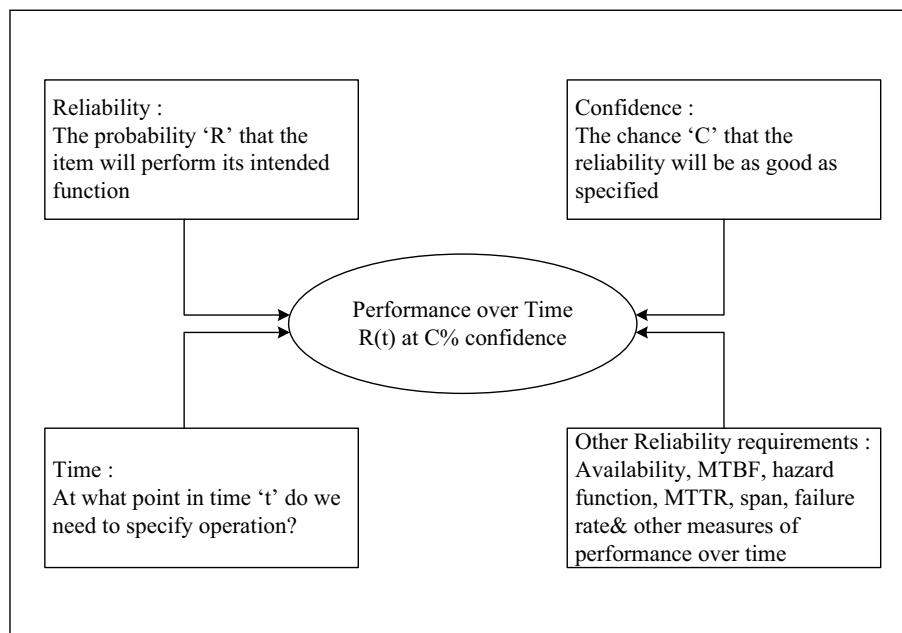 Reliability :
The probability ‘R’ that the
item will perform its intended
function
Confidence :
The chance ‘C’ that the
reliability will be as good as
specified
Performance over Time
R(t) at C% confidence
Time :
At what point in time ‘t’ do we
need to specify operation?
Other Reliability requirements :
Availability, MTBF, hazard
function, MTTR, span, failure
rate& other measures of
performance over time